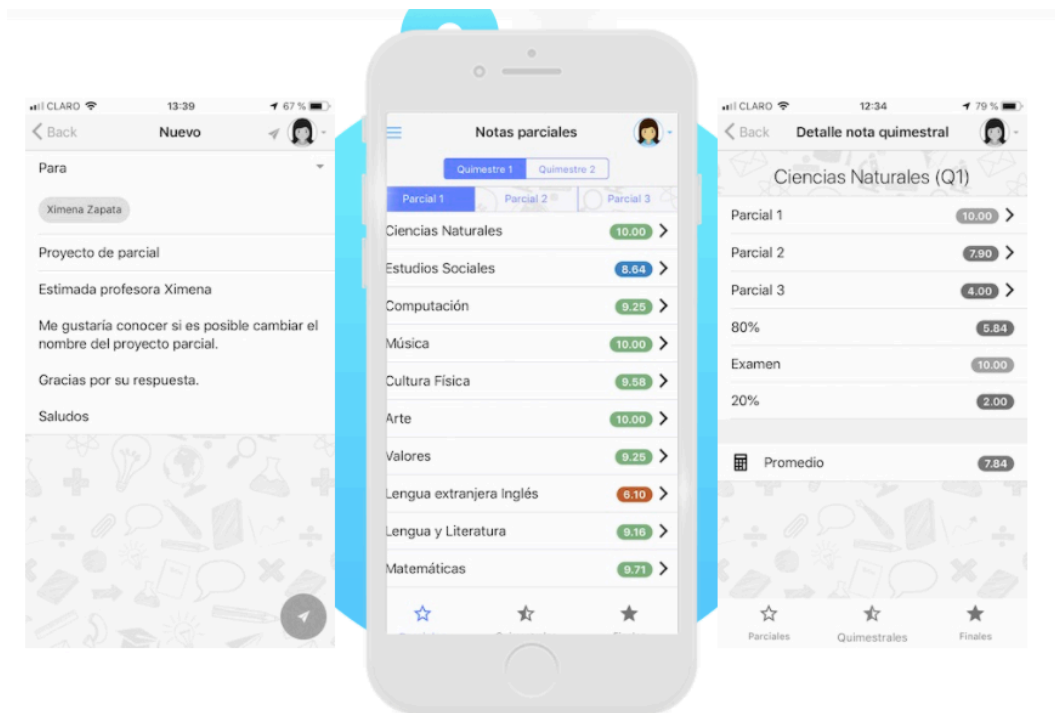 CLARO 13:39 67 %
Back Nuevo
Para
Ximena Zapata
Proyecto de parcial
Estimada profesora Ximena
Me gustaría conocer si es posible cambiar el
nombre del proyecto parcial.
Gracias por su respuesta.
Saludos
Notas parciales
Quimestre 1 Quimestre 2
Parcial 1 Parcial 2 Parcial 3
Ciencias Naturales 10.00
Estudios Sociales 8.64
Computación 9.25
Música 10.00
Cultura Física 9.58
Arte 10.00
Valores 9.25
Lengua extranjera Inglés 6.10
Lengua y Literatura 9.16
Matemáticas 9.71
CLARO 12:34 79 %
Back Detalle nota quimestral
Ciencias Naturales (Q1)
Parcial 1 10.00
Parcial 2 7.90
Parcial 3 4.00
80% 5.84
Examen 10.00
20% 2.00
Promedio 7.84
Parciales Quimestrales Finales